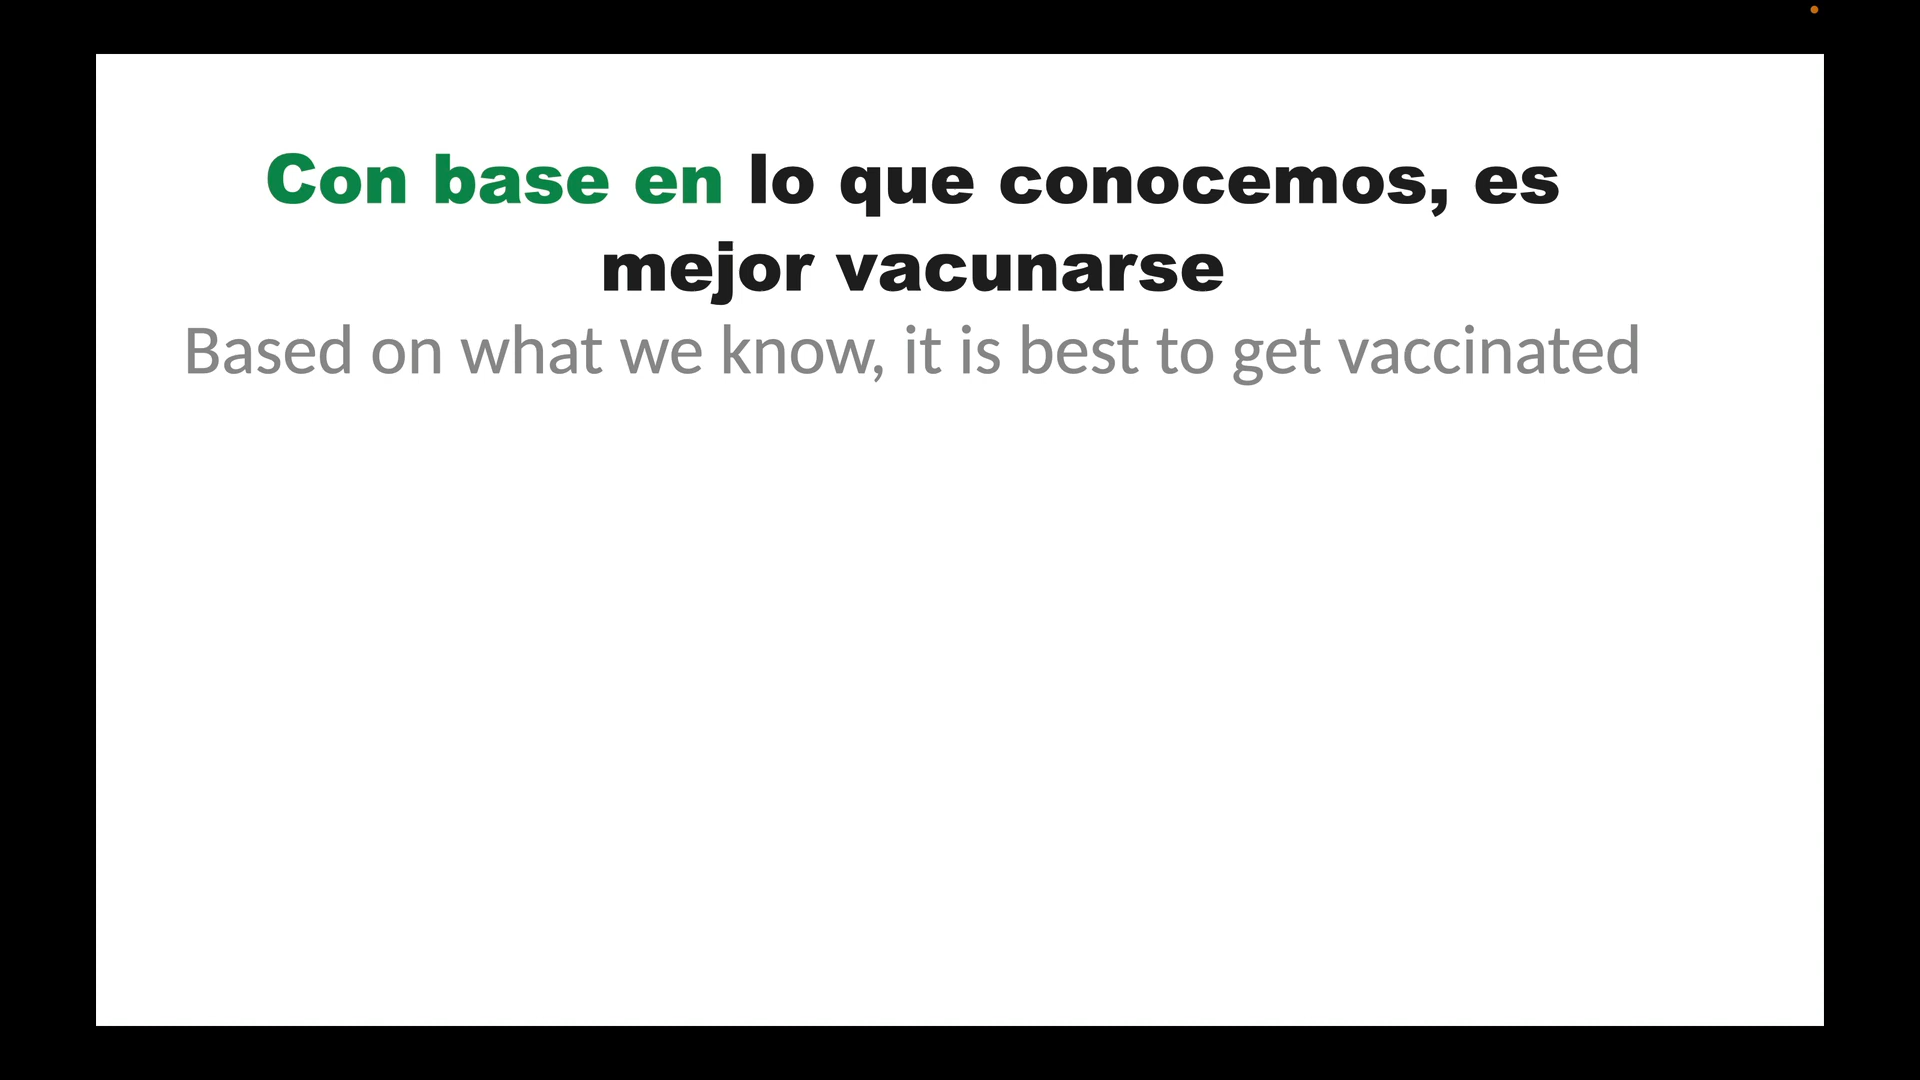 Con base en lo que conocemos, es
mejor vacunarse
Based on what we know, it is best to get vaccinated